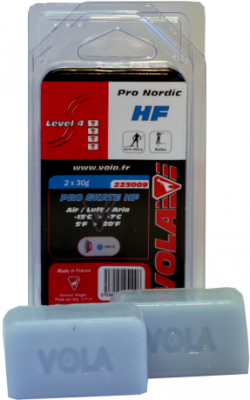 Pro Nordic
HF
Level 4
www.vola.fr
2 x 30g
225009
PRO SKATE HF
Air / Luft / Aria
-15°C -7°C
5°F 20°F
VOLA
Made in France
VOLA
VOLA